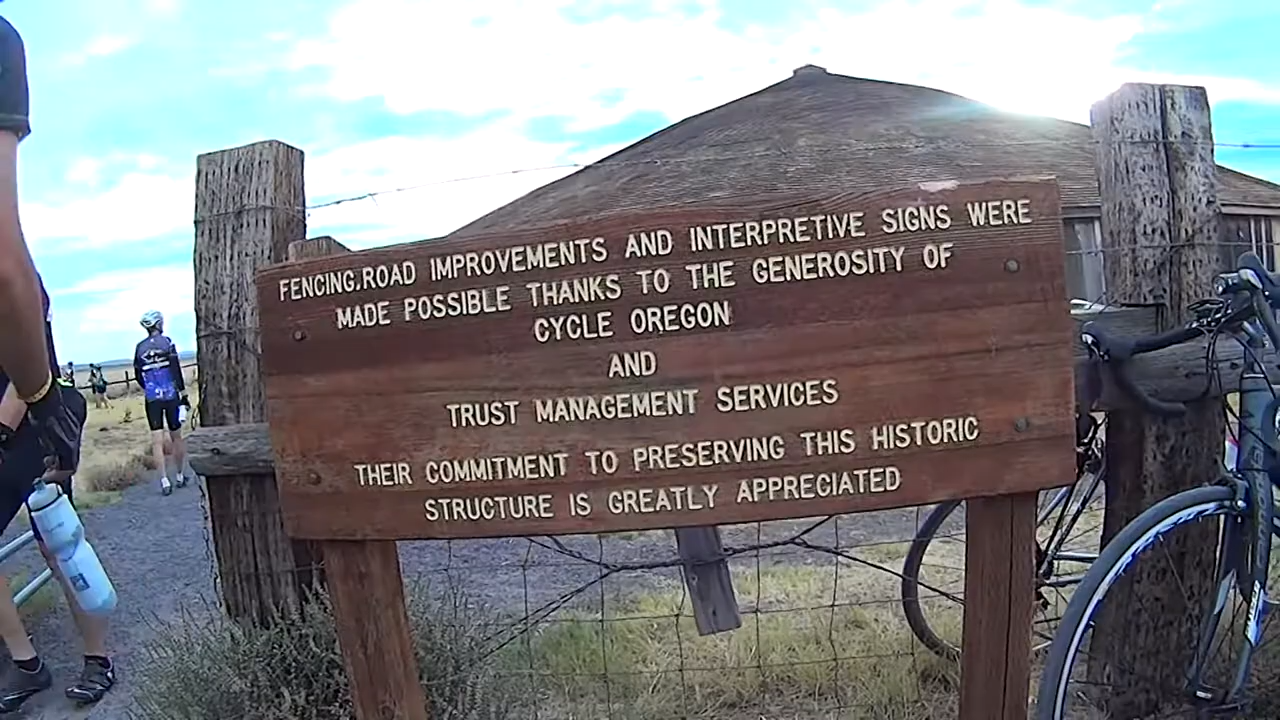 FENCING,ROAD IMPROVEMENTS AND INTERPRETIVE SIGNS WERE
MADE POSSIBLE THANKS TO THE GENEROSITY OF
CYCLE OREGON
AND
TRUST MANAGEMENT SERVICES
THEIR COMMITMENT TO PRESERVING THIS HISTORIC
STRUCTURE IS GREATLY APPRECIATED